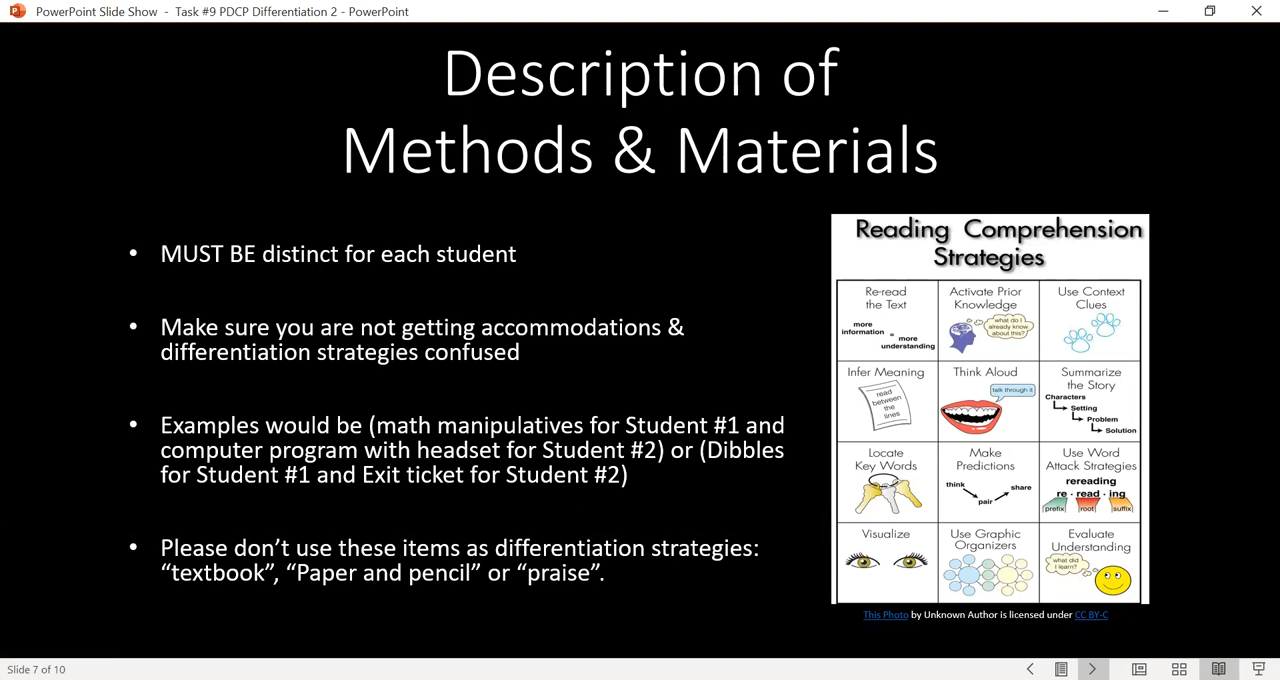 PowerPoint Slide Show - Task #9 PDCP Differentiation 2 - PowerPoint
Description of
Methods & Materials
• MUST BE distinct for each student
• Make sure you are not getting accommodations &
differentiation strategies confused
• Examples would be (math manipulatives for Student #1 and
computer program with headset for Student #2) or (Dibbles
for Student #1 and Exit ticket for Student #2)
• Please don’t use these items as differentiation strategies:
“textbook”, “Paper and pencil” or “praise”.
Reading Comprehension
Strategies
Re-read
the Text
more
information =
more
understanding
Activate Prior
Knowledge
what do I
already know
about this?
Use Context
Clues
Infer Meaning
read
between
the
lines
Think Aloud
talk through it
Summarize
the Story
Characters
Setting
Problem
Solution
Locate
Key Words
Make
Predictions
think
pair
share
Use Word
Attack Strategies
rereading
re • read • ing
prefix root suffix
Visualize
Use Graphic
Organizers
Evaluate
Understanding
what did
I learn?
This Photo by Unknown Author is licensed under CC BY-C
Slide 7 of 10